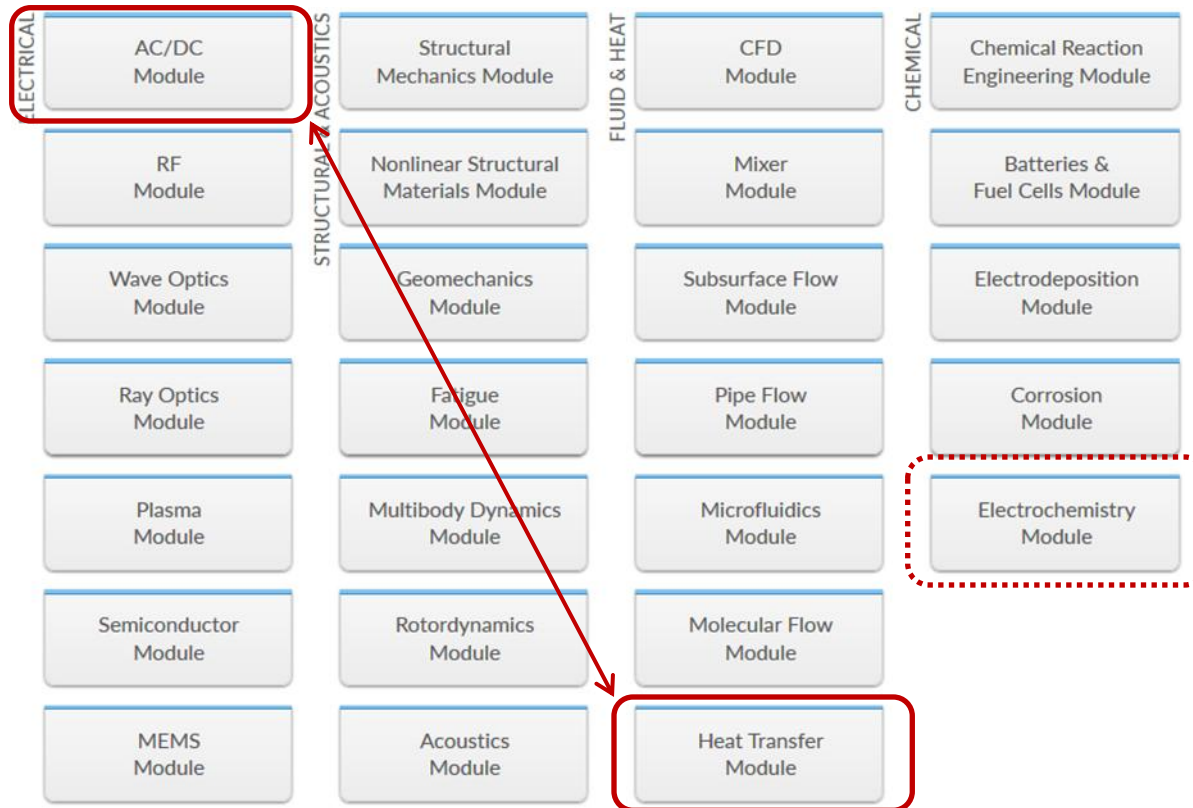 ELECTRICAL
AC/DC
Module
RF
Module
Wave Optics
Module
Ray Optics
Module
Plasma
Module
Semiconductor
Module
MEMS
Module
STRUCTURAL & ACOUSTICS
Structural
Mechanics Module
Nonlinear Structural
Materials Module
Geomechanics
Module
Fatigue
Module
Multibody Dynamics
Module
Rotordynamics
Module
Acoustics
Module
FLUID & HEAT
CFD
Module
Mixer
Module
Subsurface Flow
Module
Pipe Flow
Module
Microfluidics
Module
Molecular Flow
Module
Heat Transfer
Module
CHEMICAL
Chemical Reaction
Engineering Module
Batteries &
Fuel Cells Module
Electrodeposition
Module
Corrosion
Module
Electrochemistry
Module